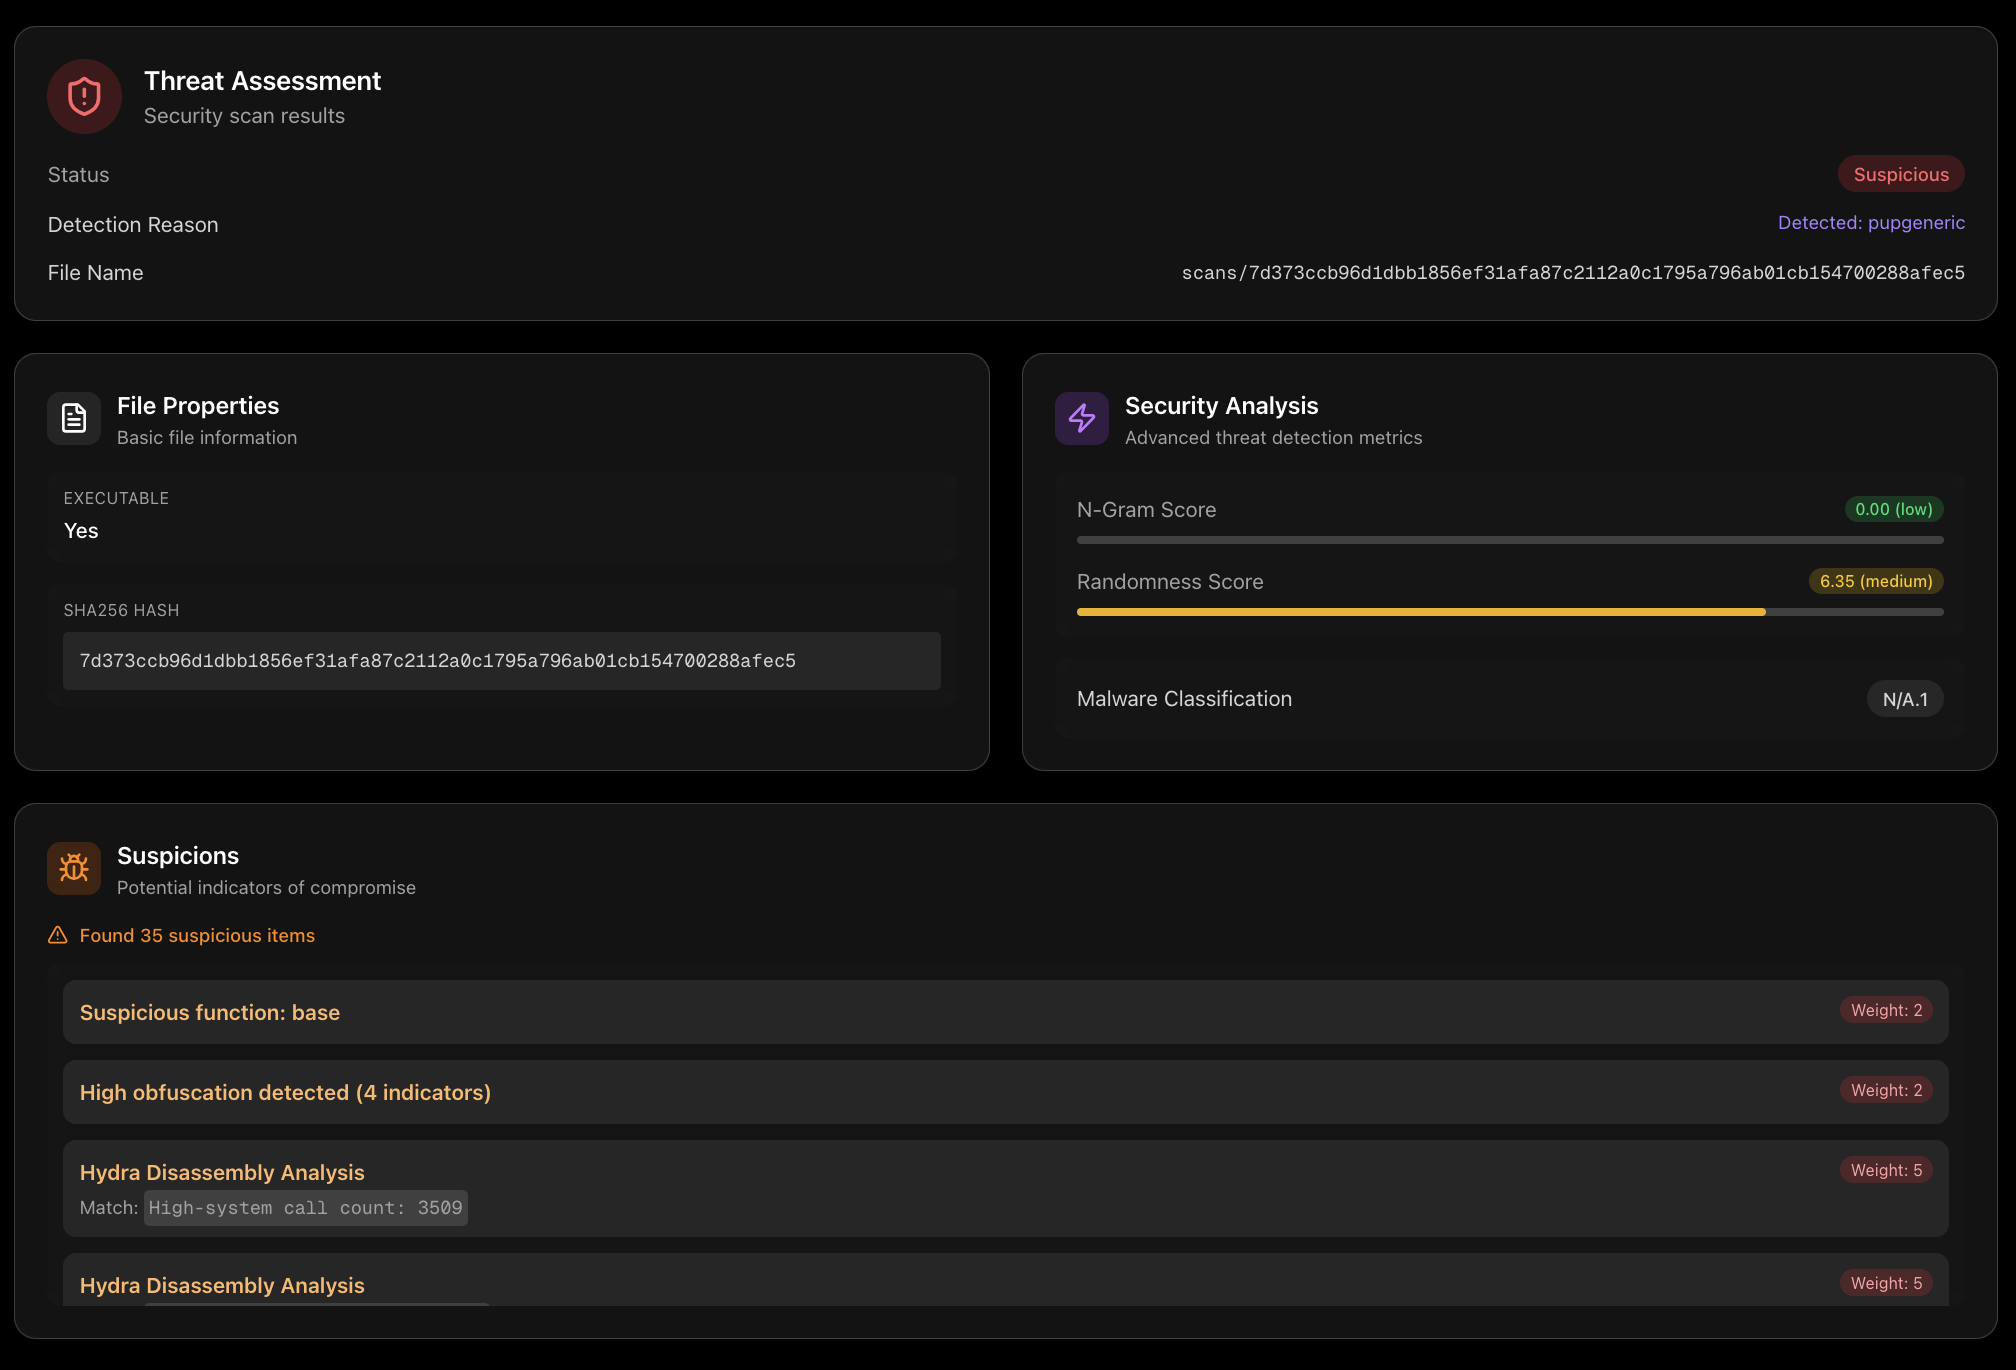 Threat Assessment
Security scan results
Status
Suspicious
Detection Reason
Detected: pupgeneric
File Name
scans/7d373ccb96d1dbb1856ef31afa87c2112a0c1795a796ab01cb154700288afec5
File Properties
Basic file information
EXECUTABLE
Yes
SHA256 HASH
7d373ccb96d1dbb1856ef31afa87c2112a0c1795a796ab01cb154700288afec5
Security Analysis
Advanced threat detection metrics
N-Gram Score
0.00 (low)
Randomness Score
6.35 (medium)
Malware Classification
N/A.1
Suspicions
Potential indicators of compromise
Found 35 suspicious items
Suspicious function: base
Weight: 2
High obfuscation detected (4 indicators)
Weight: 2
Hydra Disassembly Analysis
Weight: 5
Match: High-system call count: 3509
Hydra Disassembly Analysis
Weight: 5